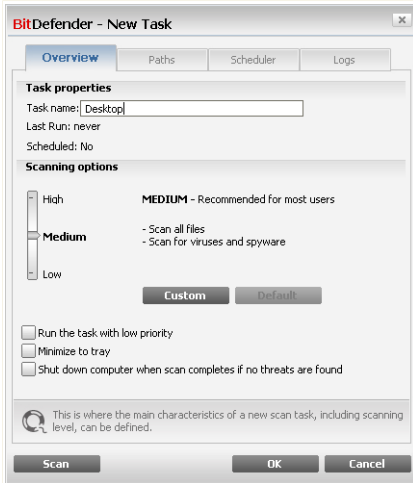 BitDefender - New Task
Overview Paths Scheduler Logs
Task properties
Task name: Desktop
Last Run: never
Scheduled: No
Scanning options
High
MEDIUM - Recommended for most users
Medium
- Scan all files
- Scan for viruses and spyware
Low
Custom Default
Run the task with low priority
Minimize to tray
Shut down computer when scan completes if no threats are found
This is where the main characteristics of a new scan task, including scanning
level, can be defined.
Scan OK Cancel